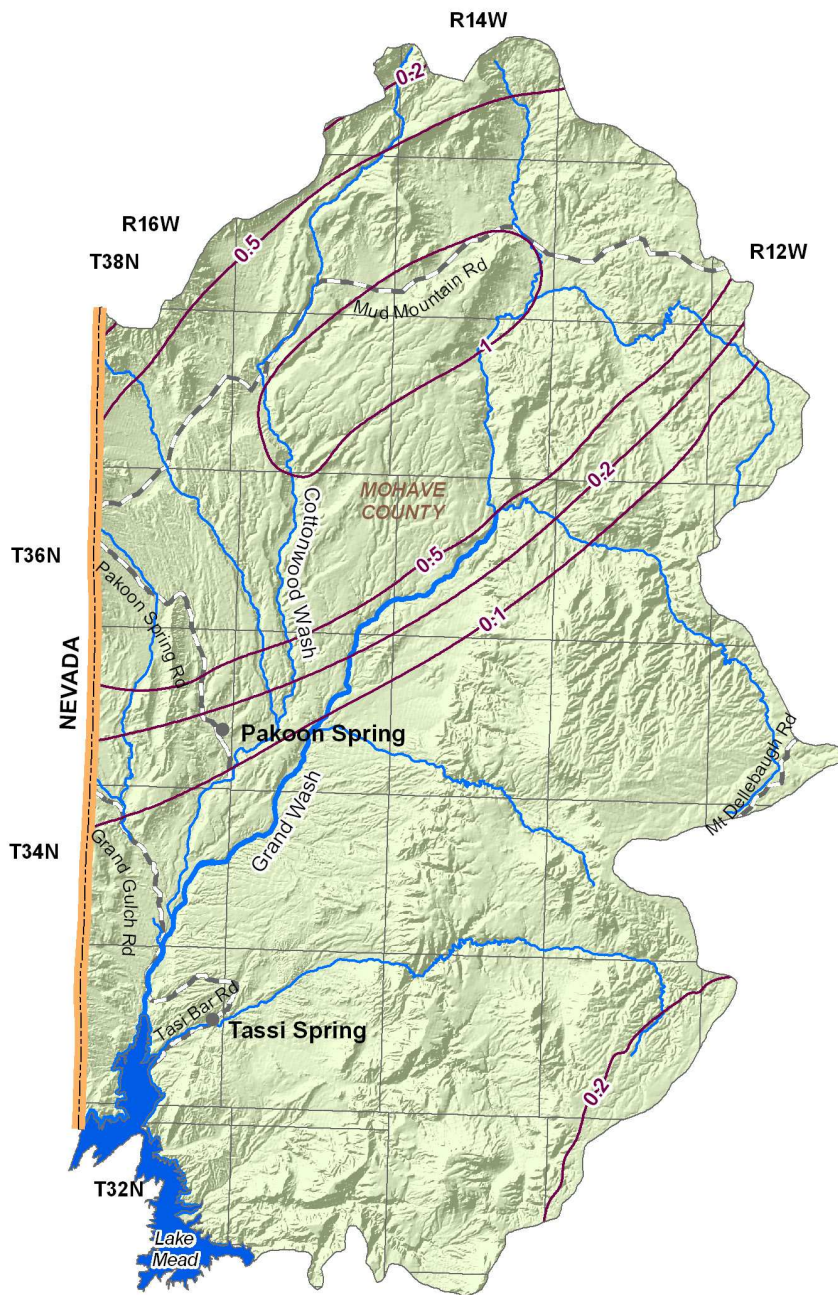 R14W
0.2
R16W
0.5
T38N
R12W
Mud Mountain Rd
1
MOHAVE
COUNTY
0.2
Cottonwood Wash
T36N
0.5
Pakoon Spring Rd
0.1
NEVADA
Pakoon Spring
Mt Dellebaugh Rd
Grand Wash
T34N
Grand Gulch Rd
Tasi Bar Rd
Tassi Spring
0.2
T32N
Lake
Mead